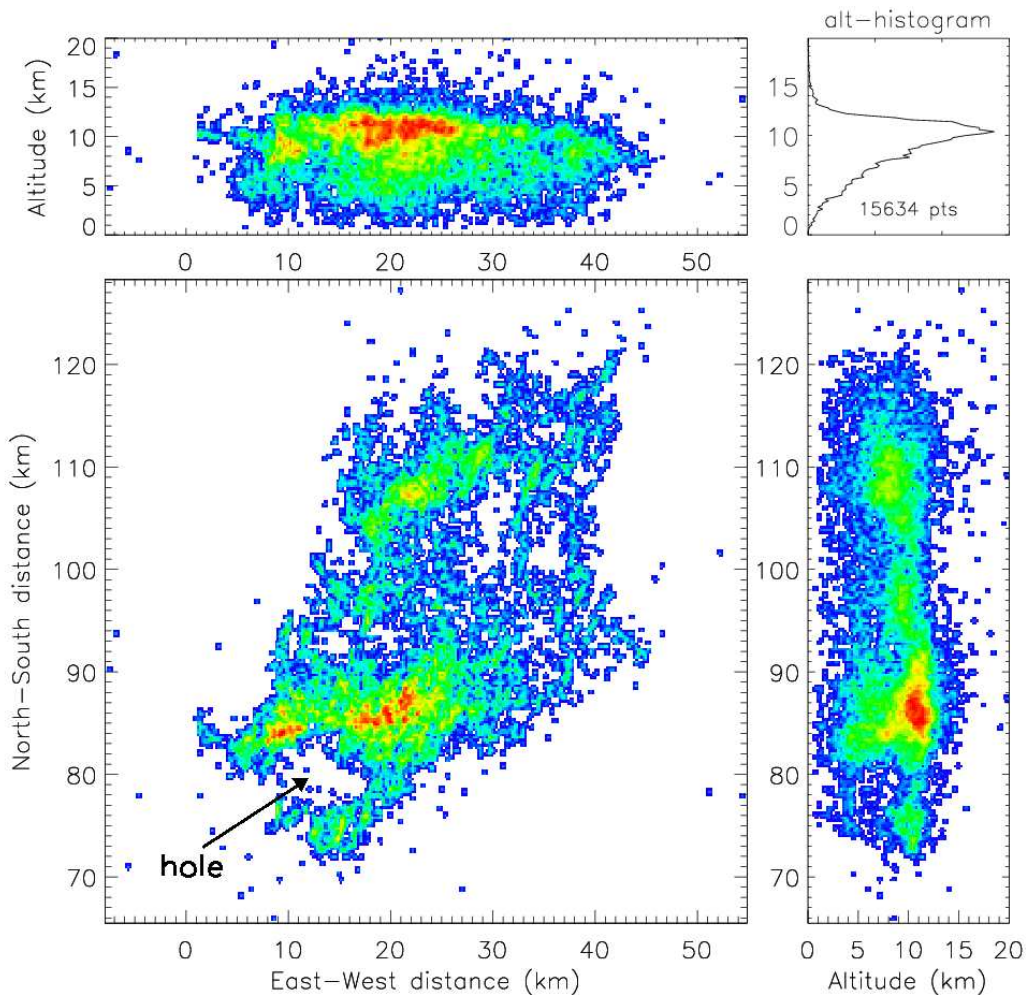 alt-histogram
20
15
10
5
0
Altitude (km)
0 10 20 30 40 50
15
10
5
0
15634 pts
120
110
100
90
80
70
North-South distance (km)
hole
0 10 20 30 40 50
East-West distance (km)
120
110
100
90
80
70
0 5 10 15 20
Altitude (km)